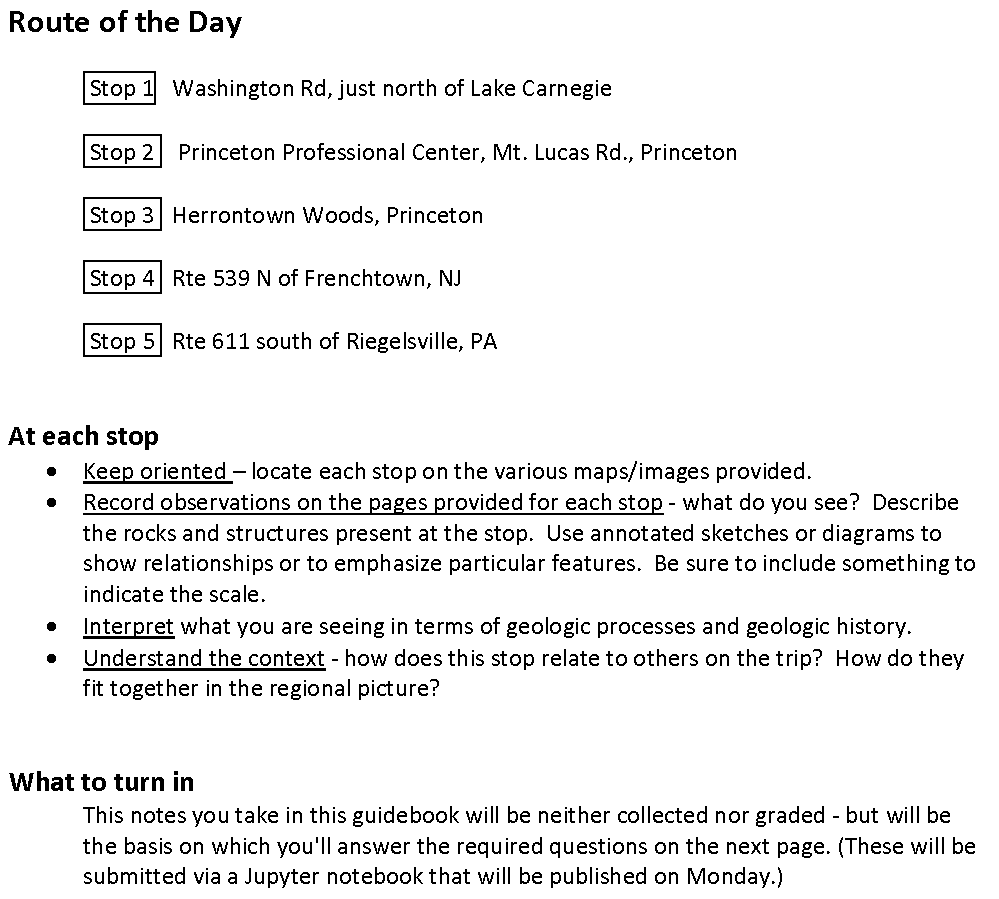 Route of the Day
Stop 1 Washington Rd, just north of Lake Carnegie
Stop 2 Princeton Professional Center, Mt. Lucas Rd., Princeton
Stop 3 Herrontown Woods, Princeton
Stop 4 Rte 539 N of Frenchtown, NJ
Stop 5 Rte 611 south of Riegelsville, PA
At each stop
• Keep oriented – locate each stop on the various maps/images provided.
• Record observations on the pages provided for each stop - what do you see? Describe
the rocks and structures present at the stop. Use annotated sketches or diagrams to
show relationships or to emphasize particular features. Be sure to include something to
indicate the scale.
• Interpret what you are seeing in terms of geologic processes and geologic history.
• Understand the context - how does this stop relate to others on the trip? How do they
fit together in the regional picture?
What to turn in
This notes you take in this guidebook will be neither collected nor graded - but will be
the basis on which you'll answer the required questions on the next page. (These will be
submitted via a Jupyter notebook that will be published on Monday.)